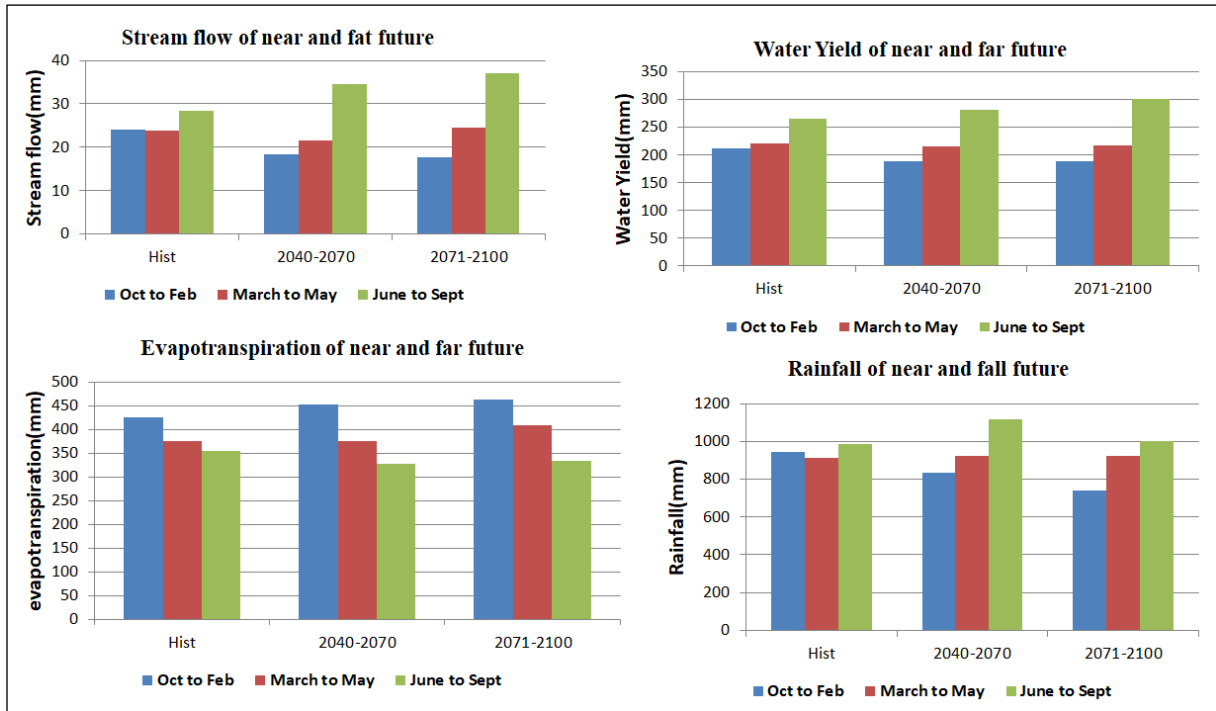 Stream flow of near and fat future
Stream flow(mm)
40
30
20
10
0
Hist
2040-2070
2071-2100
Oct to Feb
March to May
June to Sept
Water Yield of near and far future
Water Yield(mm)
350
300
250
200
150
100
50
0
Hist
2040-2070
2071-2100
Oct to Feb
March to May
June to Sept
Evapotranspiration of near and far future
evapotranspiration(mm)
500
450
400
350
300
250
200
150
100
50
0
Hist
2040-2070
2071-2100
Oct to Feb
March to May
June to Sept
Rainfall of near and fall future
Rainfall(mm)
1200
1000
800
600
400
200
0
Hist
2040-2070
2071-2100
Oct to Feb
March to May
June to Sept